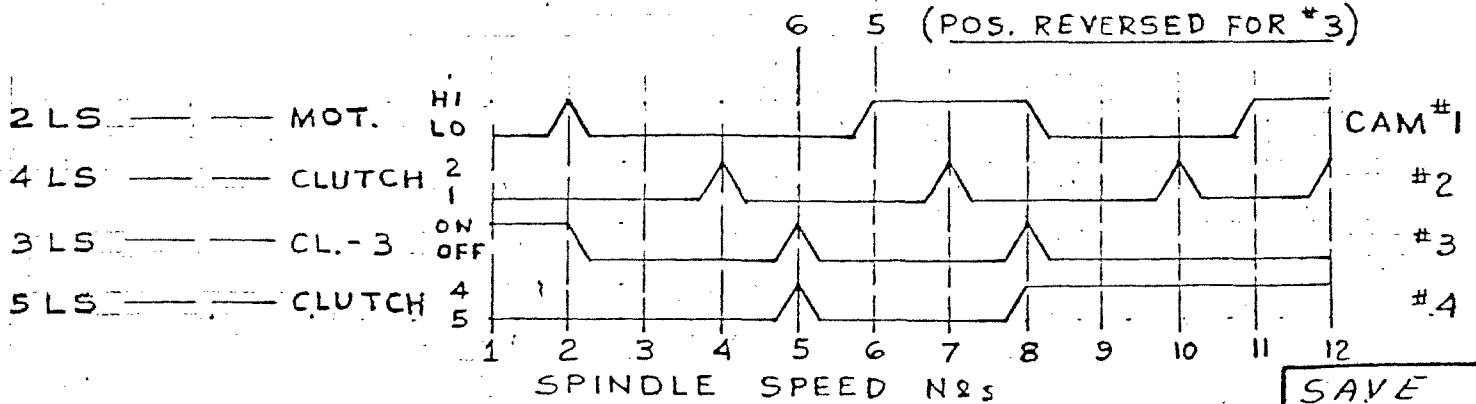 6 5 (POS. REVERSED FOR #3)
HI
2 LS MOT. LO CAM #1
4 LS CLUTCH 2 #2
1
3 LS CL.-3 ON #3
OFF
5 LS CLUTCH 4 #4
5
1 2 3 4 5 6 7 8 9 10 11 12
SPINDLE SPEED N&s
SAVE